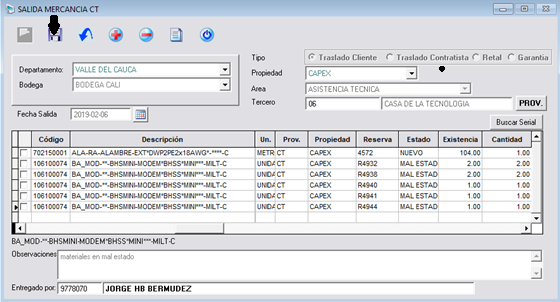 SALIDA MERCANCIA CT
Departamento: VALLE DEL CAUCA
Bodega BODEGA CALI
Fecha Salida 2019-02-06
Tipo Traslado Cliente Traslado Contratista Retal Garantia
Propiedad CAPEX
Area ASISTENCIA TECNICA
Tercero 06 CASA DE LA TECNOLOGIA PROV.
Buscar Serial
Código Descripción Un. Prov. Propiedad Reserva Estado Existencia Cantidad
702150001 ALA-RA-ALAMBRE-EXT*DWP2PE2x18AWG*-****-C METR CT CAPEX 4572 NUEVO 104.00 1.00
106100074 BA_MOD-**-BHSMINI-MODEM*BHSS*MINI***-MILT-C UNIDA CT CAPEX R4932 MAL ESTAD 2.00 2.00
106100074 BA_MOD-**-BHSMINI-MODEM*BHSS*MINI***-MILT-C UNIDA CT CAPEX R4938 MAL ESTAD 2.00 2.00
106100074 BA_MOD-**-BHSMINI-MODEM*BHSS*MINI***-MILT-C UNIDA CT CAPEX R4940 MAL ESTAD 1.00 1.00
106100074 BA_MOD-**-BHSMINI-MODEM*BHSS*MINI***-MILT-C UNIDA CT CAPEX R4941 MAL ESTAD 1.00 1.00
106100074 BA_MOD-**-BHSMINI-MODEM*BHSS*MINI***-MILT-C UNIDA CT CAPEX R4944 MAL ESTAD 1.00 1.00
BA_MOD-**-BHSMINI-MODEM*BHSS*MINI***-MILT-C
Observaciones materiales en mal estado
Entregado por: 9778070 JORGE HB BERMUDEZ